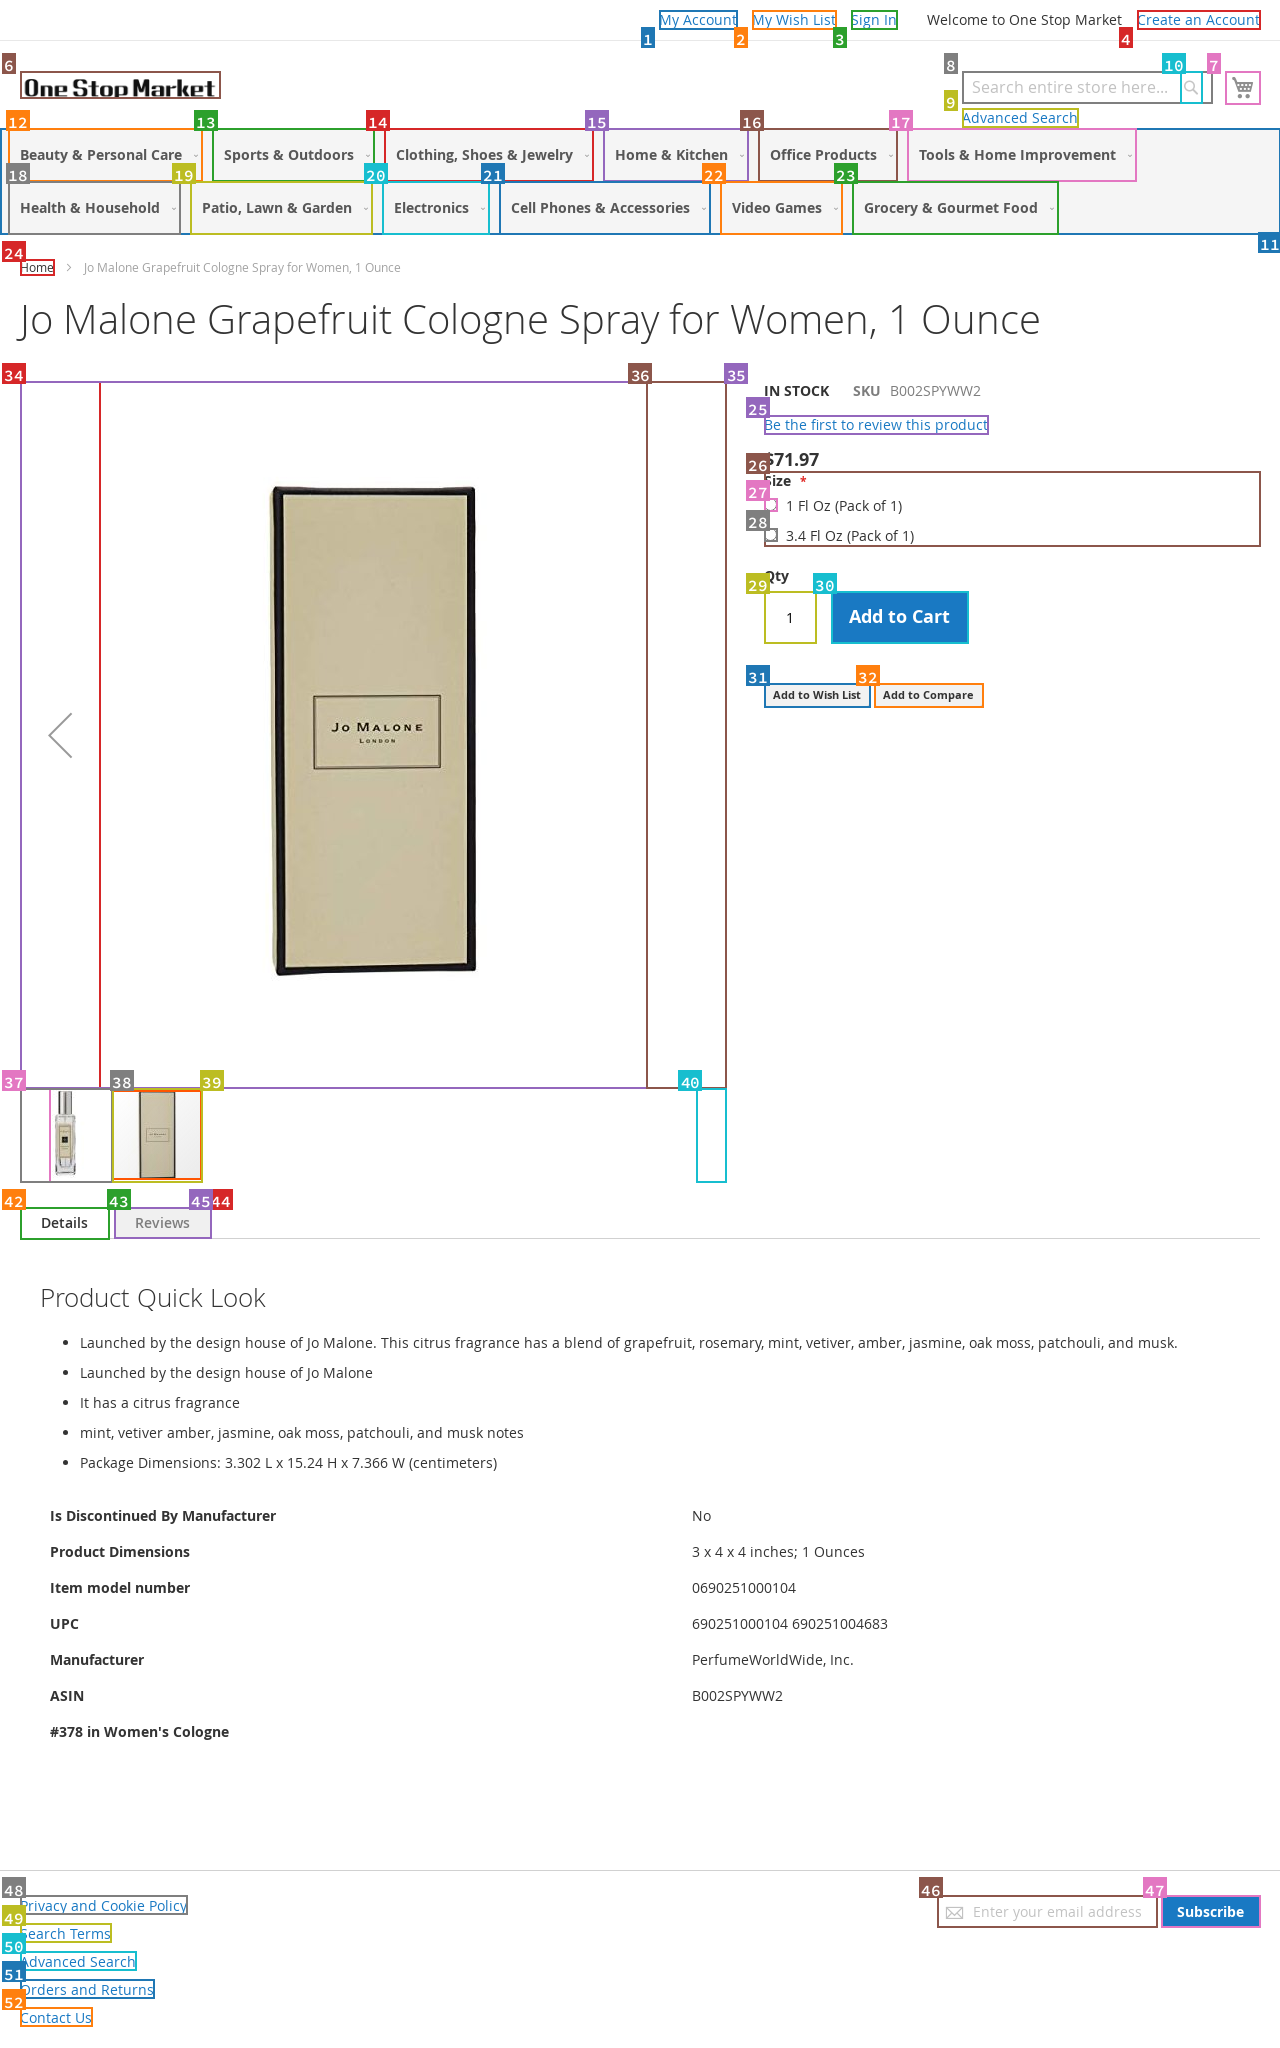 My Account
My Wish List
Sign In
Welcome to One Stop Market
Create an Account
1
2
3
4
6
8
10
7
One Stop Market
Search entire store here...
9
Advanced Search
12
13
14
15
16
17
Beauty & Personal Care
Sports & Outdoors
Clothing, Shoes & Jewelry
Home & Kitchen
Office Products
Tools & Home Improvement
18
19
20
21
22
23
Health & Household
Patio, Lawn & Garden
Electronics
Cell Phones & Accessories
Video Games
Grocery & Gourmet Food
11
24
Home
Jo Malone Grapefruit Cologne Spray for Women, 1 Ounce
Jo Malone Grapefruit Cologne Spray for Women, 1 Ounce
34
36
35
JO MALONE
LONDON
IN STOCK
SKU B002SPYWW2
25
Be the first to review this product
26
$71.97
Size *
27
1 Fl Oz (Pack of 1)
28
3.4 Fl Oz (Pack of 1)
29
Qty
30
1
Add to Cart
31
32
Add to Wish List
Add to Compare
37
38
39
40
42
43
45
44
Details
Reviews
Product Quick Look
Launched by the design house of Jo Malone. This citrus fragrance has a blend of grapefruit, rosemary, mint, vetiver, amber, jasmine, oak moss, patchouli, and musk.
Launched by the design house of Jo Malone
It has a citrus fragrance
mint, vetiver amber, jasmine, oak moss, patchouli, and musk notes
Package Dimensions: 3.302 L x 15.24 H x 7.366 W (centimeters)
Is Discontinued By Manufacturer No
Product Dimensions 3 x 4 x 4 inches; 1 Ounces
Item model number 0690251000104
UPC 690251000104 690251004683
Manufacturer PerfumeWorldWide, Inc.
ASIN B002SPYWW2
#378 in Women's Cologne
48
Privacy and Cookie Policy
49
Search Terms
50
Advanced Search
51
Orders and Returns
52
Contact Us
46
47
Enter your email address
Subscribe